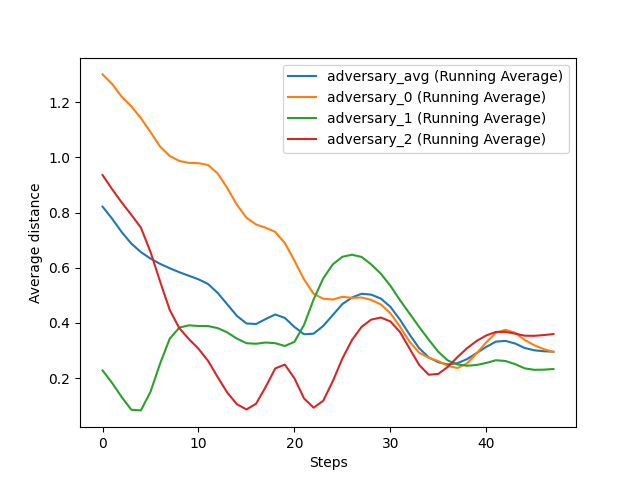 adversary_avg (Running Average)
adversary_0 (Running Average)
adversary_1 (Running Average)
adversary_2 (Running Average)
1.2
1.0
0.8
0.6
0.4
0.2
Average distance
0 10 20 30 40
Steps